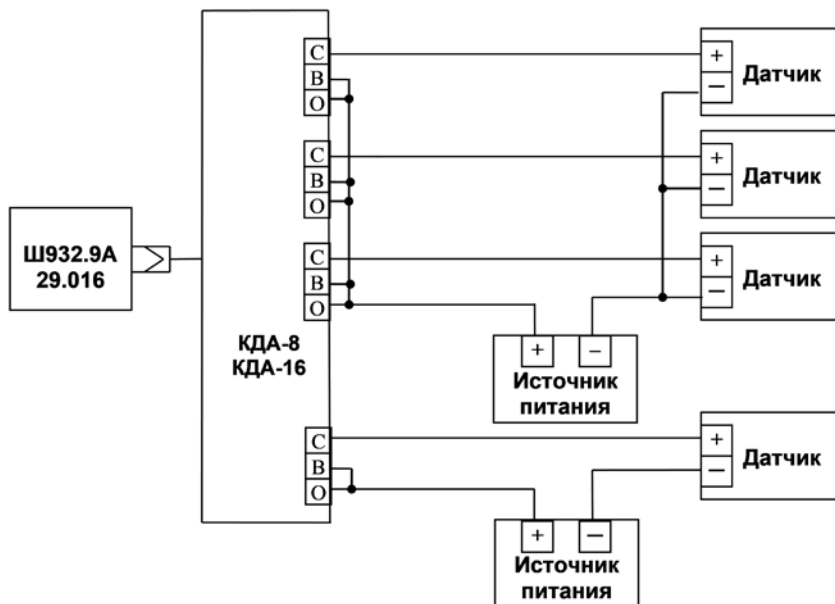 С
В
О
+
−
Датчик
С
В
О
+
−
Датчик
Ш932.9А
29.016
С
В
О
+
−
Датчик
КДА-8
КДА-16
+
−
Источник
питания
С
В
О
+
−
Датчик
+
−
Источник
питания